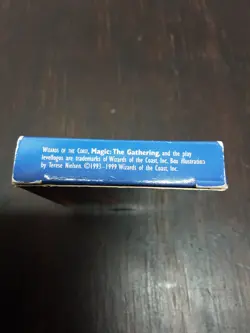 WIZARDS OF THE COAST, Magic: The Gathering, and the play
levellogos are trademarks of Wizards of the Coast, Inc. Box illustrations
by Terese Nielsen. ©1993-1999 Wizards of the Coast, Inc.